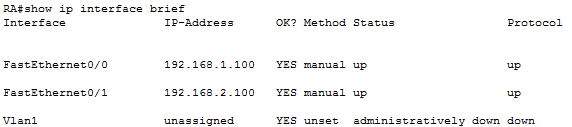 RA#show ip interface brief
Interface IP-Address OK? Method Status Protocol
FastEthernet0/0 192.168.1.100 YES manual up up
FastEthernet0/1 192.168.2.100 YES manual up up
Vlan1 unassigned YES unset administratively down down